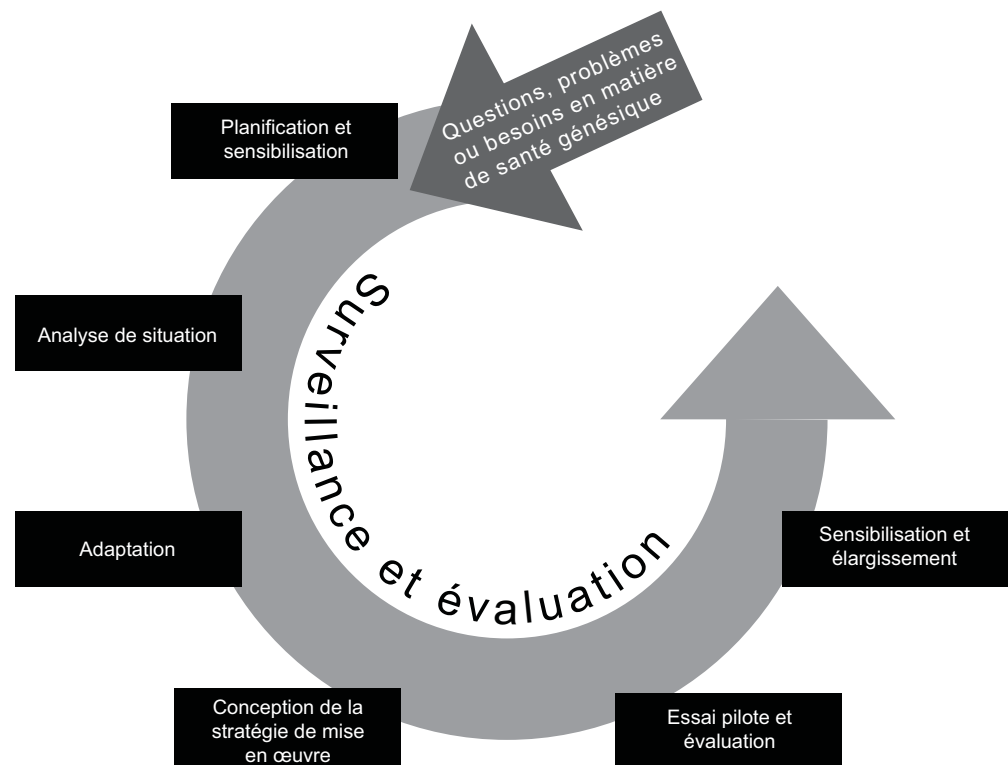 Questions, problèmes
ou besoins en matière
de santé génésique
Planification et
sensibilisation
Analyse de situation
Adaptation
Conception de la
stratégie de mise
en œuvre
Essai pilote et
évaluation
Sensibilisation et
élargissement
Surveillance et évaluation